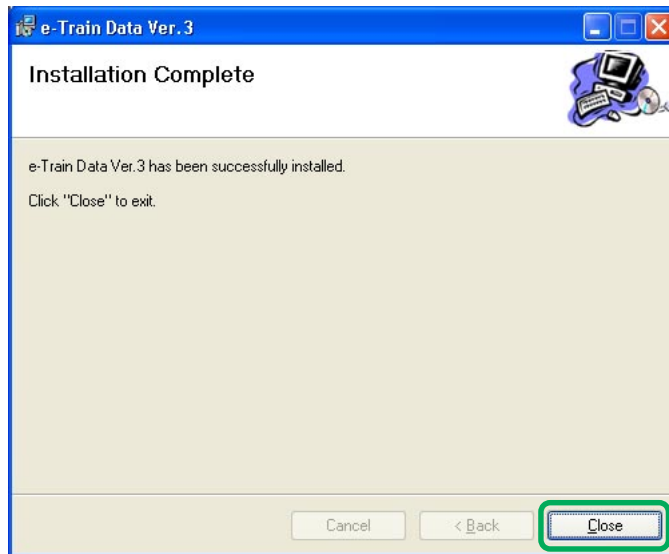 e-Train Data Ver.3
Installation Complete
e-Train Data Ver.3 has been successfully installed.
Click "Close" to exit.
Cancel
< Back
Close